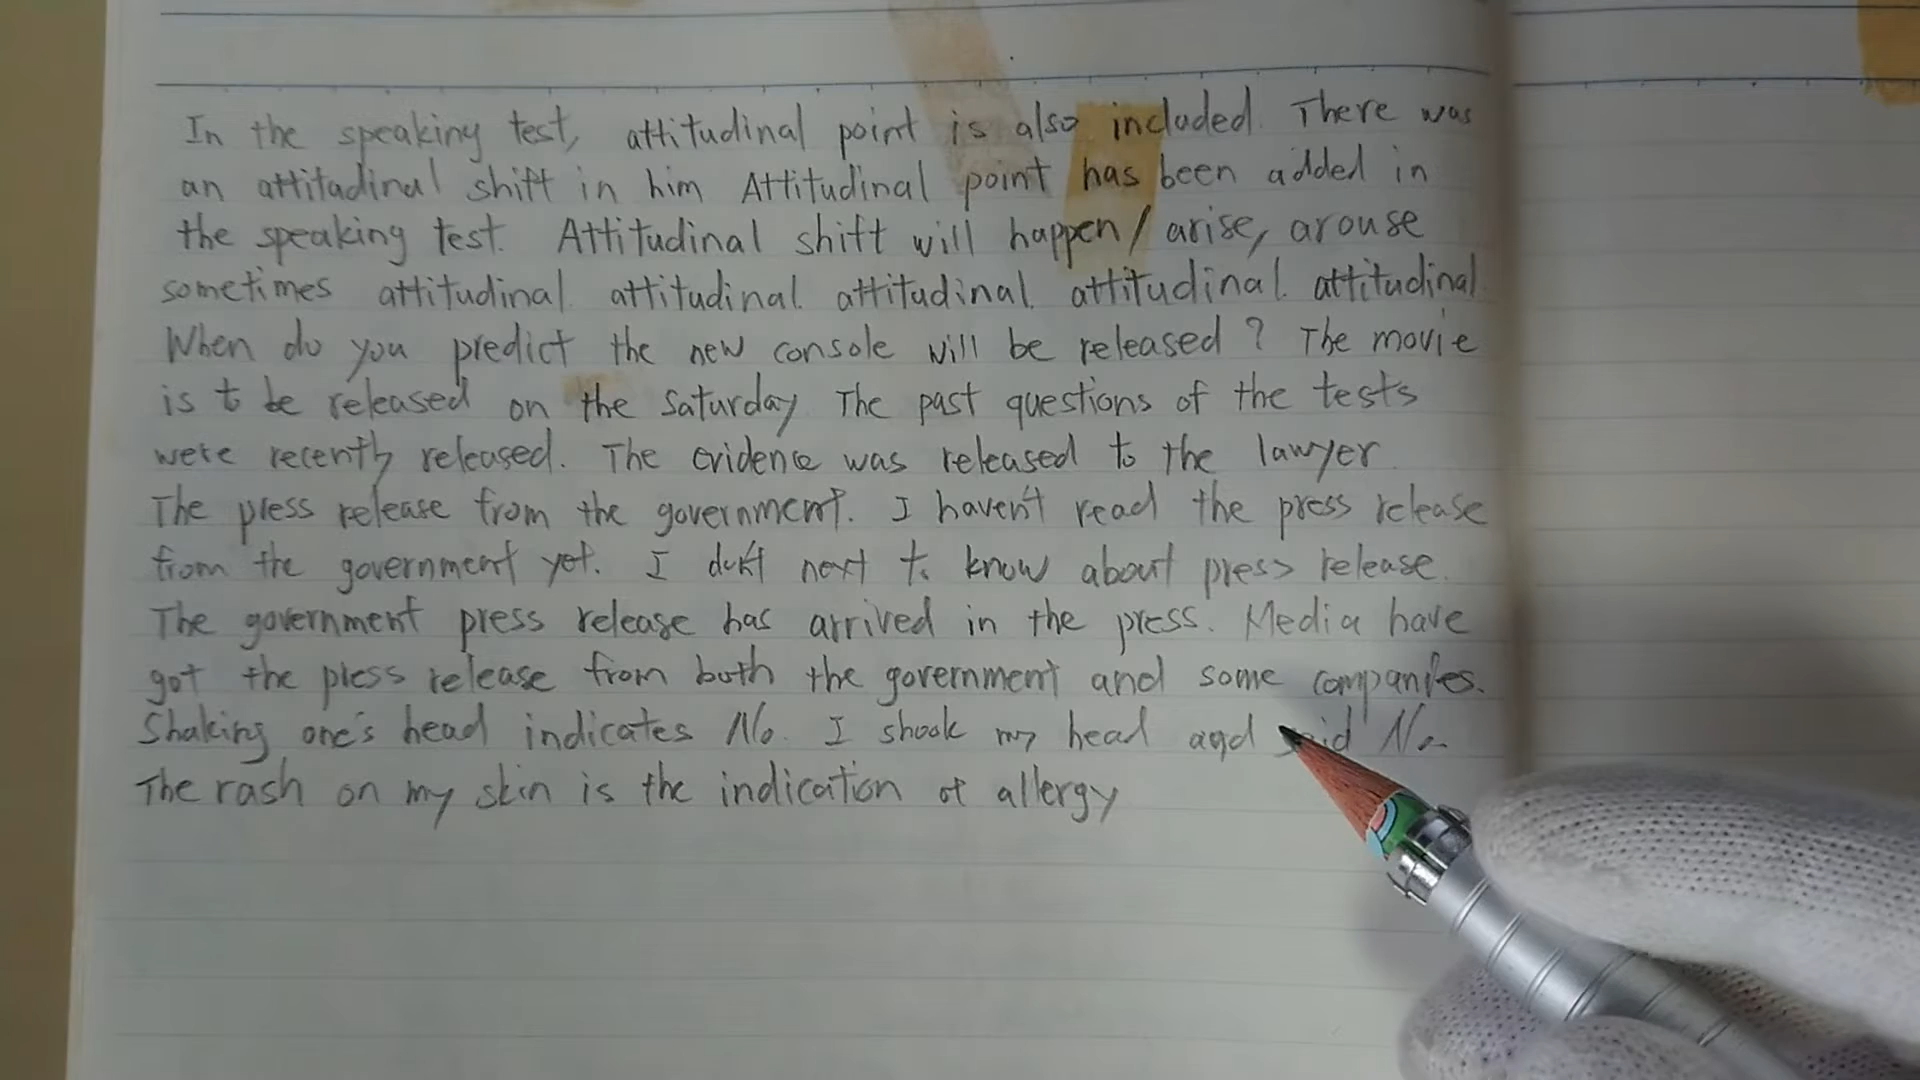 In the speaking test, attitudinal point is also included. There was
an attitudinal shift in him Attitudinal point has been added in
the speaking test. Attitudinal shift will happen / arise, arouse
sometimes attitudinal. attitudinal. attitudinal. attitudinal. attitudinal
When do you predict the new console will be released? The movie
is to be released on the Saturday. The past questions of the tests
were recently released. The evidence was released to the lawyer.
The press release from the government. I haven't read the press release
from the government yet. I don't next to know about press release.
The government press release has arrived in the press. Media have
got the press release from both the government and some companies.
Shaking one's head indicates No. I shook my head and said No.
The rash on my skin is the indication of allergy